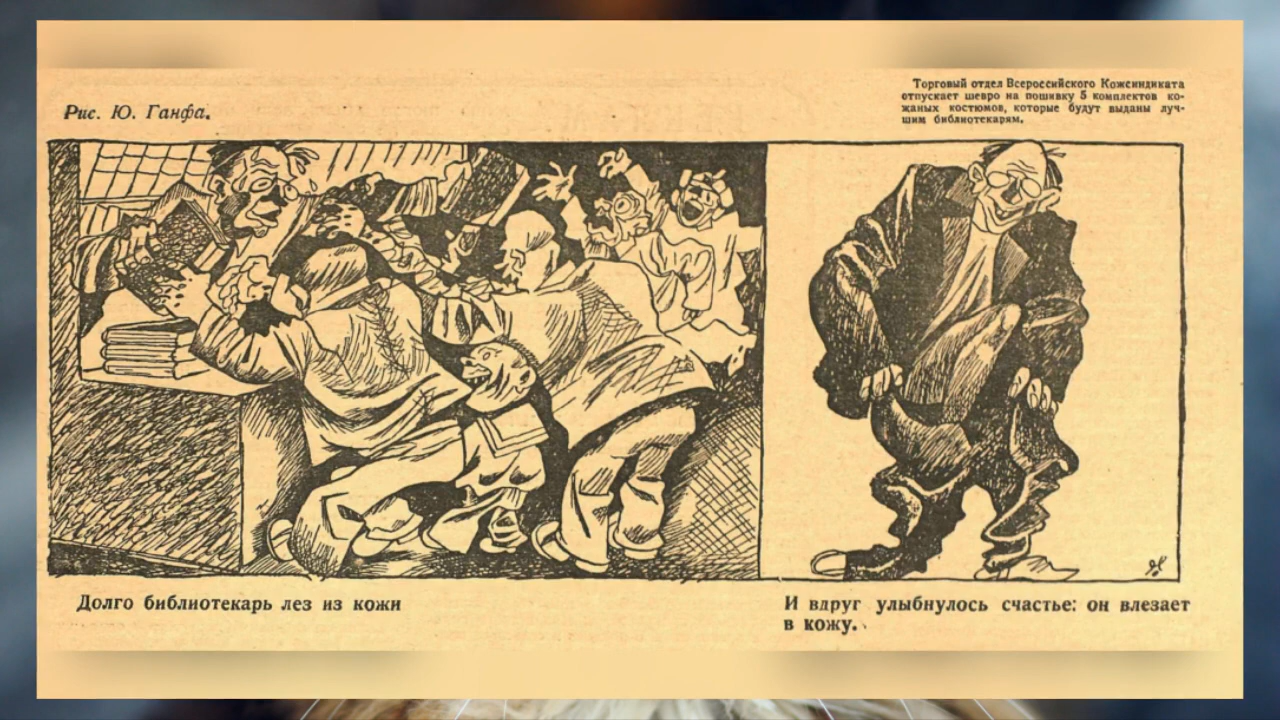 Рис. Ю. Ганфа.
Торговый отдел Всероссийского Кожсиндиката
отпускает шевро на пошивку 5 комплектов ко-
жаных костюмов, которые будут выданы луч-
шим библиотекарям.
Долго библиотекарь лез из кожи
И вдруг улыбнулось счастье: он влезает
в кожу.